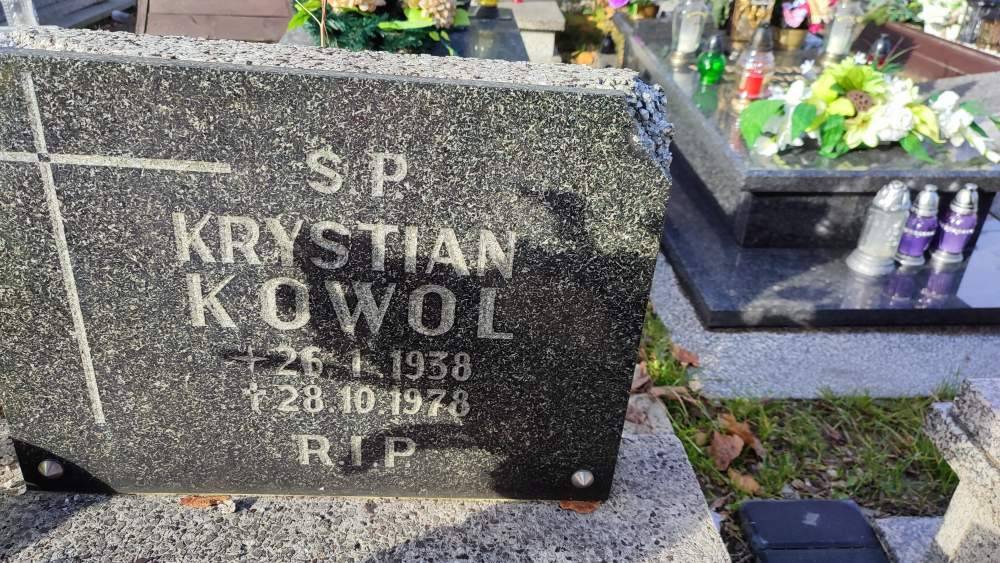 Ś.P.
KRYSTIAN
KOWOL
26.1.1938
✝28.10.1978
R.I.P.